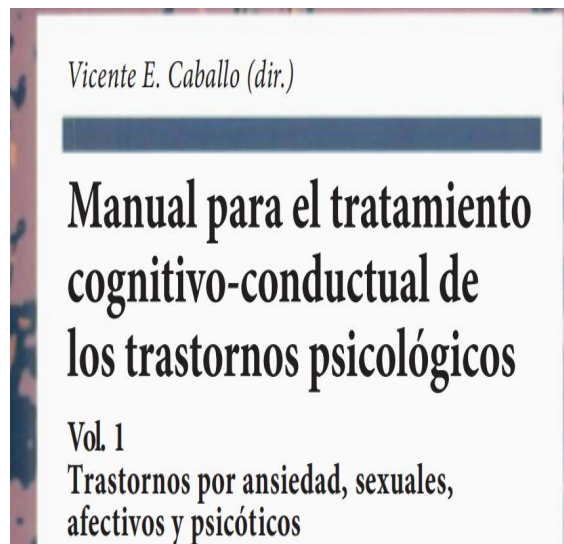 Vicente E. Caballo (dir.)
Manual para el tratamiento
cognitivo-conductual de
los trastornos psicológicos
Vol. 1
Trastornos por ansiedad, sexuales,
afectivos y psicóticos